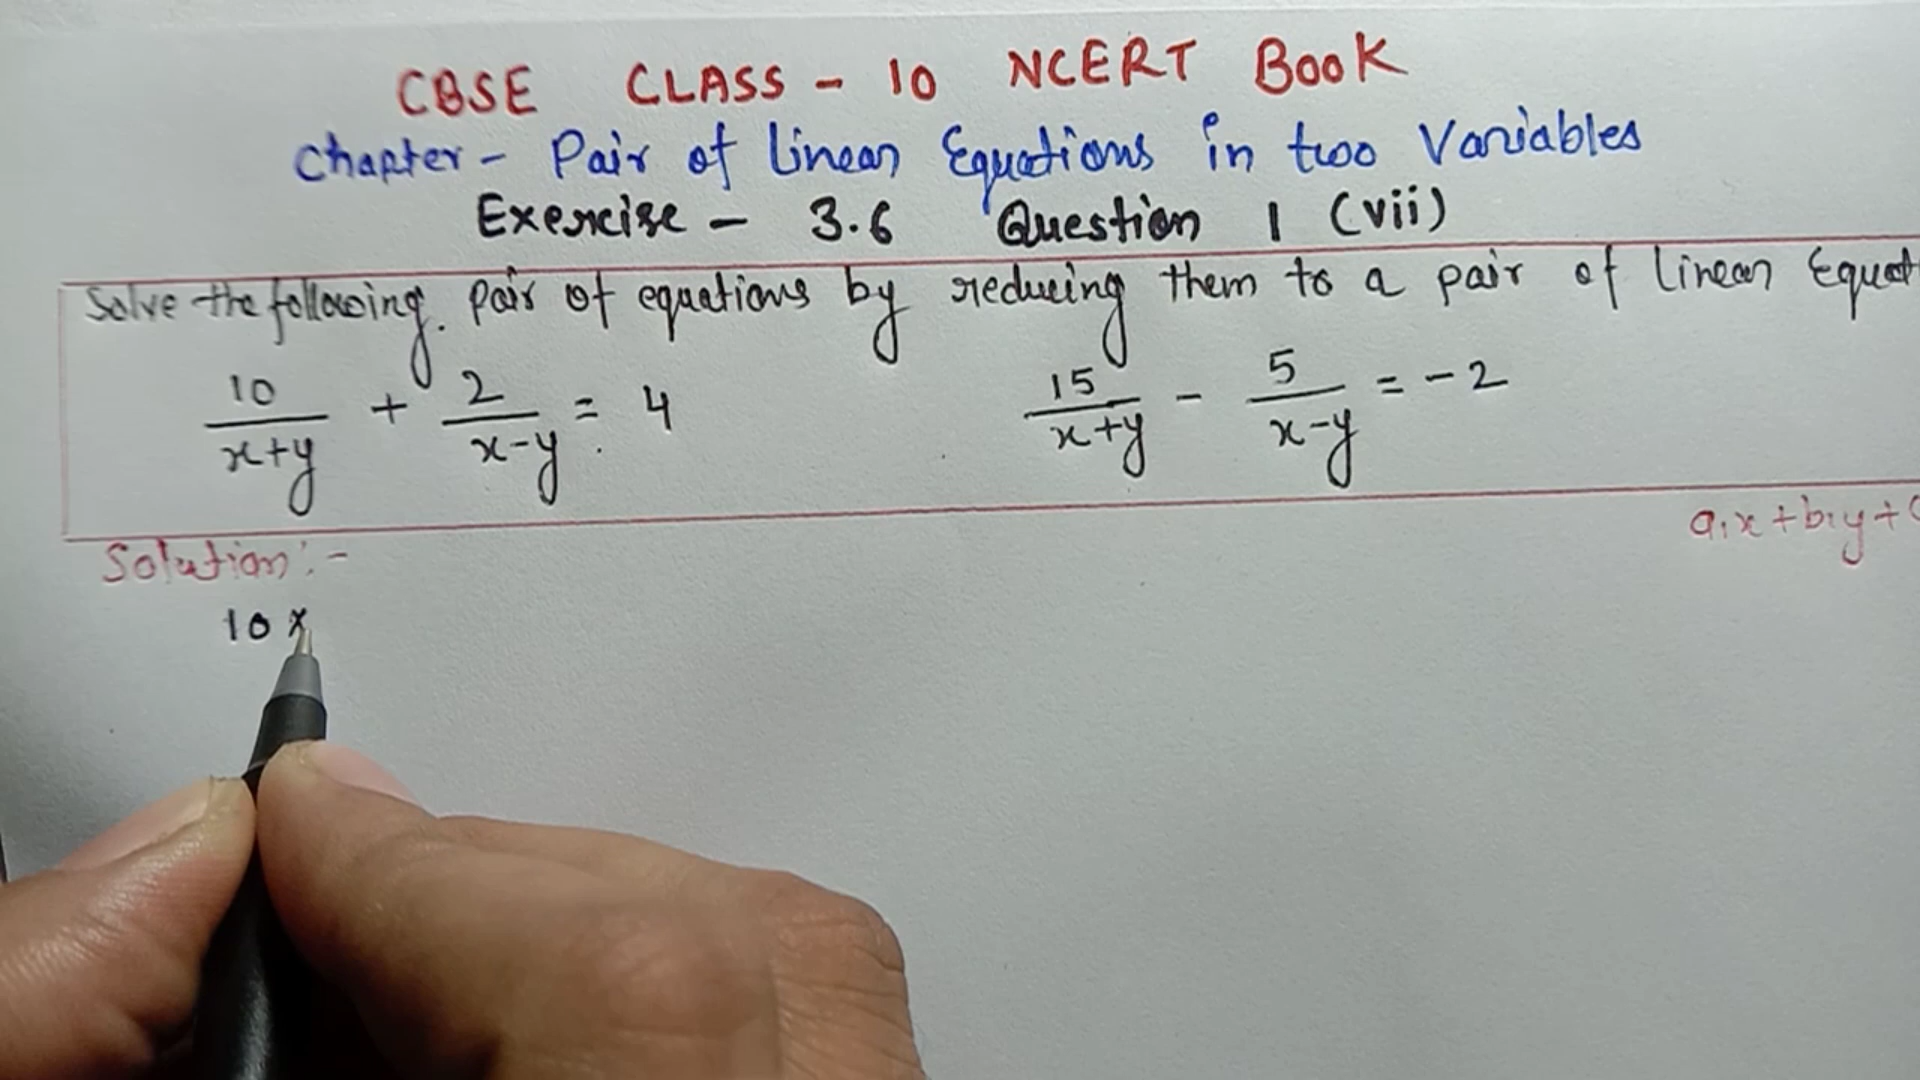 CBSE CLASS - 10 NCERT BOOK
Chapter - Pair of Linear Equations in two Variables
Exercise - 3.6 Question 1 (vii)
Solve the following. pair of equations by reducing them to a pair of linear Equat
10/(x+y) + 2/(x-y) = 4    15/(x+y) - 5/(x-y) = -2
a₁x+b₁y+
Solution:-
10 ×